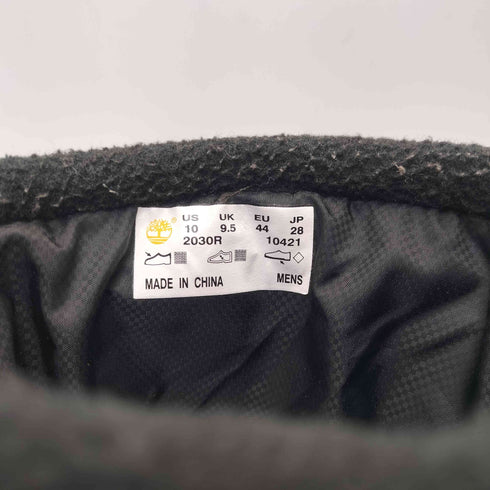 US UK EU JP
10 9.5 44 28
2030R 10421
MADE IN CHINA MENS